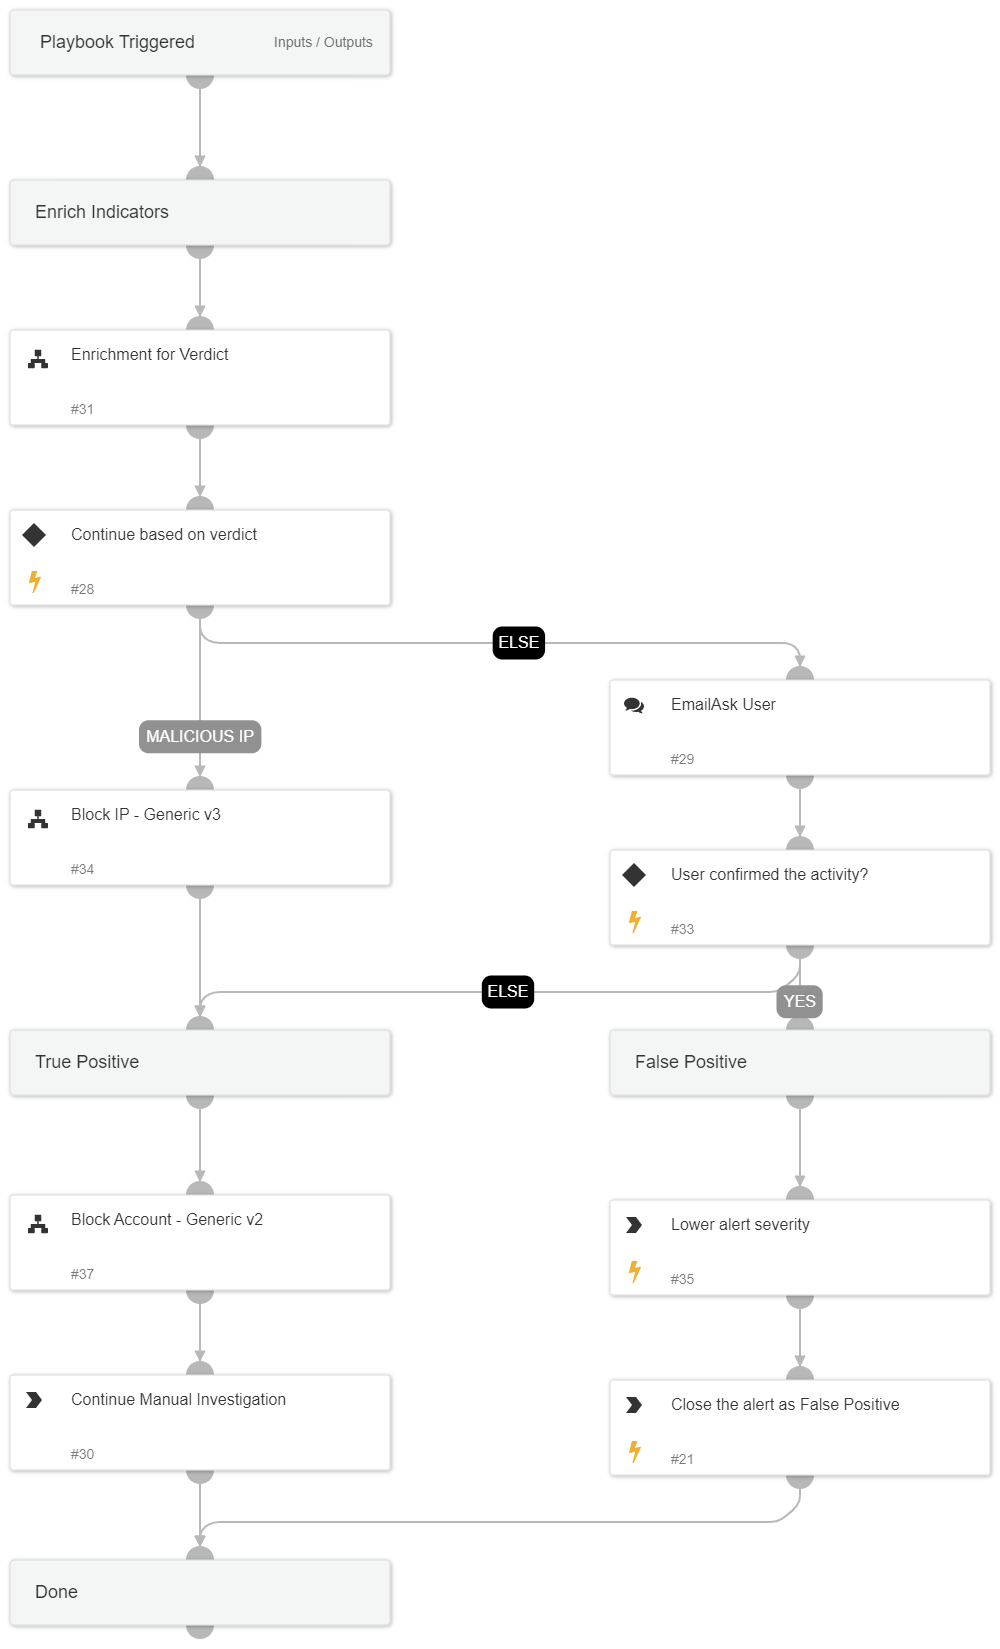 Playbook Triggered
Inputs / Outputs
Enrich Indicators
Enrichment for Verdict
#31
Continue based on verdict
#28
ELSE
EmailAsk User
#29
MALICIOUS IP
Block IP - Generic v3
#34
User confirmed the activity?
#33
ELSE
YES
True Positive
False Positive
Block Account - Generic v2
#37
Lower alert severity
#35
Continue Manual Investigation
#30
Close the alert as False Positive
#21
Done